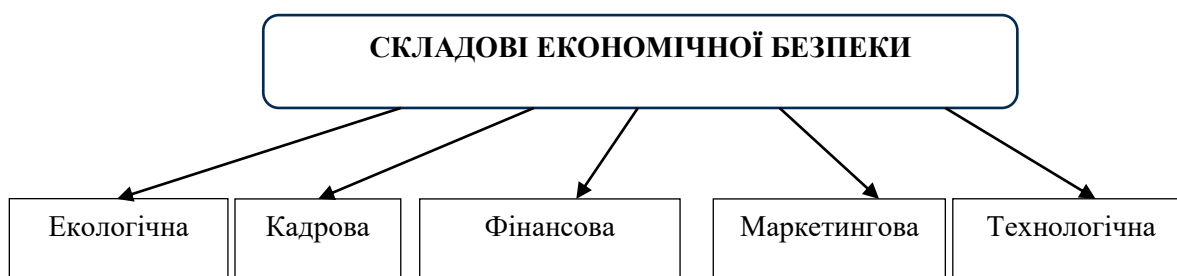 СКЛАДОВІ ЕКОНОМІЧНОЇ БЕЗПЕКИ
Екологічна
Кадрова
Фінансова
Маркетингова
Технологічна